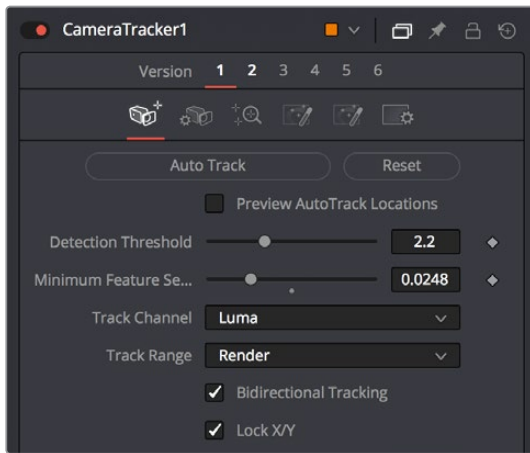 CameraTracker1
Version 1 2 3 4 5 6
Auto Track Reset
Preview AutoTrack Locations
Detection Threshold 2.2
Minimum Feature Se... 0.0248
Track Channel Luma
Track Range Render
Bidirectional Tracking
Lock X/Y